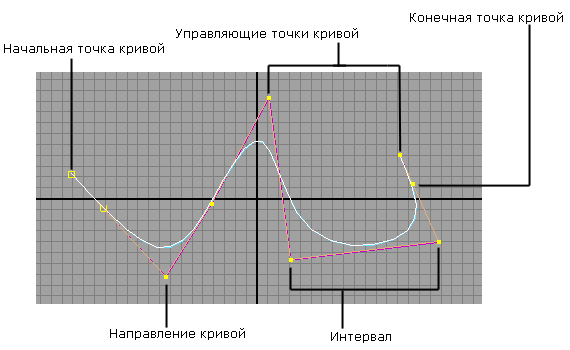 Конечная точка кривой
Управляющие точки кривой
Начальная точка кривой
Направление кривой
Интервал